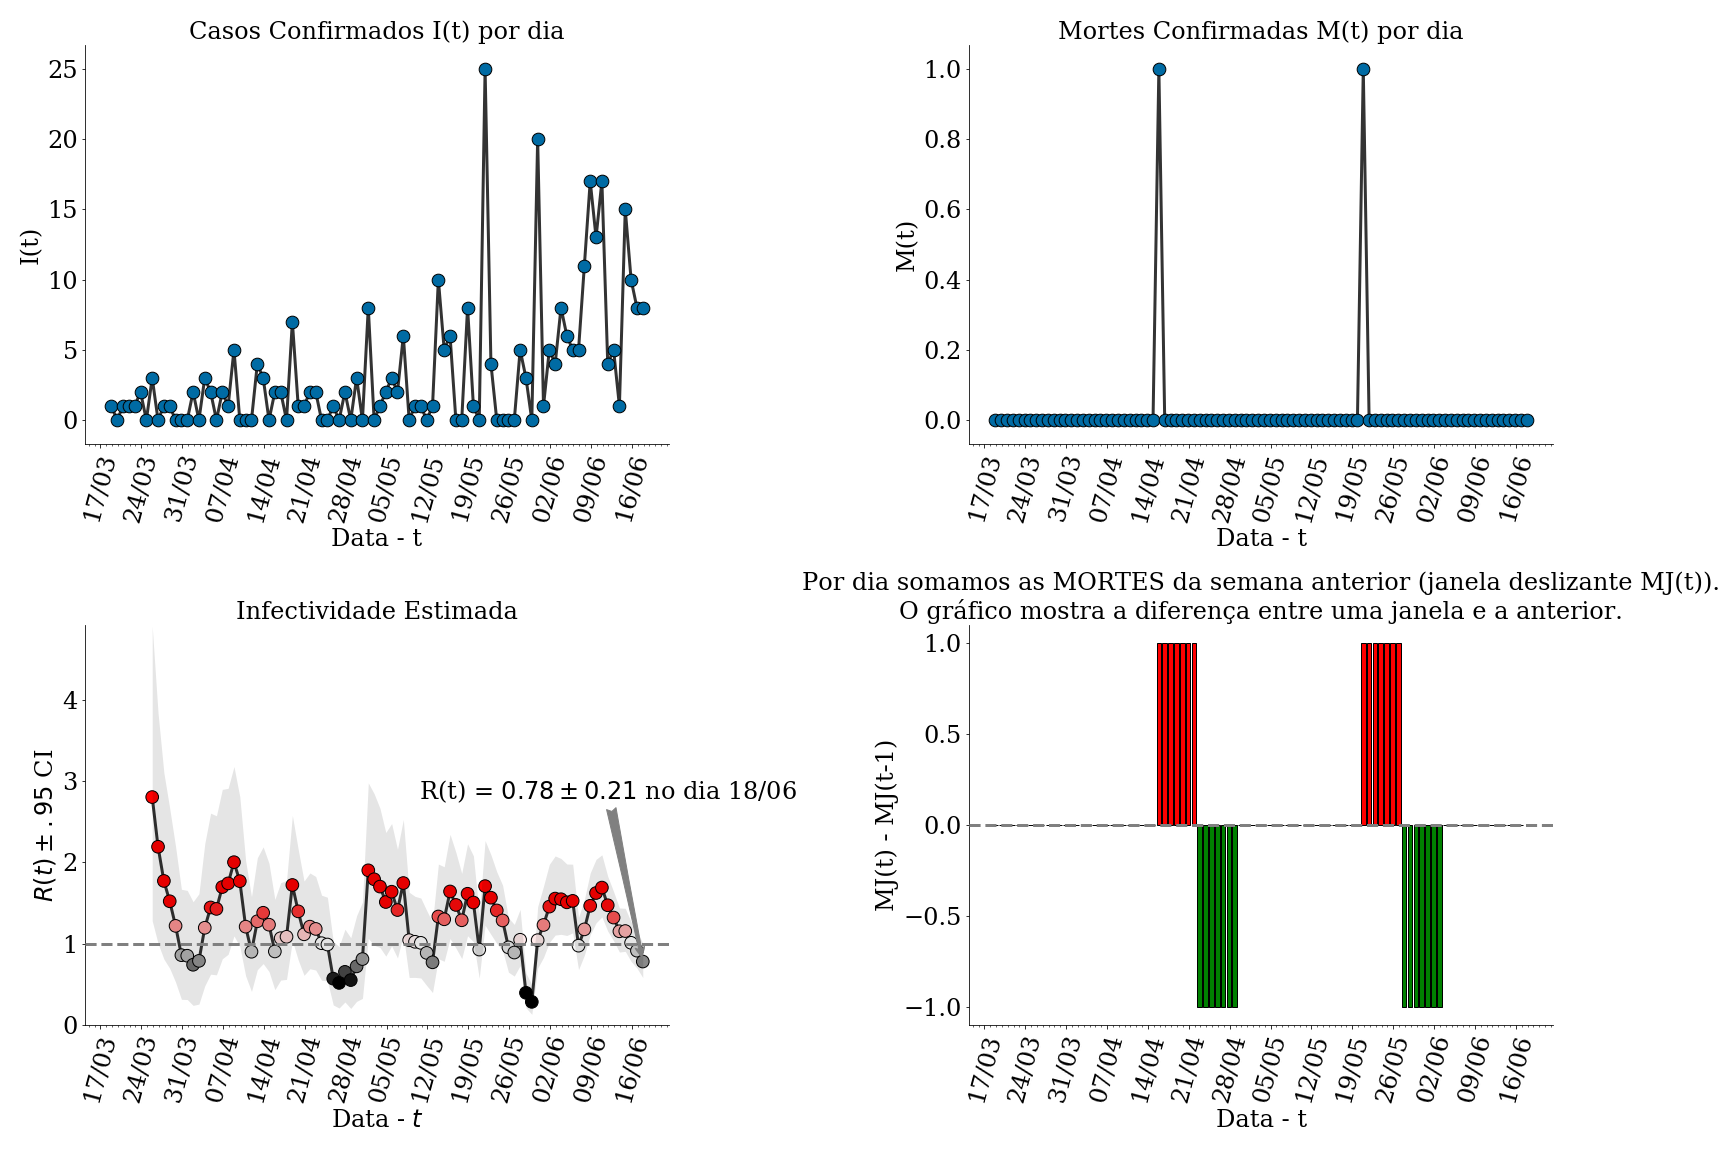 Casos Confirmados I(t) por dia
I(t)
25
20
15
10
5
0
17/03 24/03 31/03 07/04 14/04 21/04 28/04 05/05 12/05 19/05 26/05 02/06 09/06 16/06
Data - t
Mortes Confirmadas M(t) por dia
M(t)
1.0
0.8
0.6
0.4
0.2
0.0
17/03 24/03 31/03 07/04 14/04 21/04 28/04 05/05 12/05 19/05 26/05 02/06 09/06 16/06
Data - t
Infectividade Estimada
R(t) ± .95 CI
4
3
2
1
0
R(t) = 0.78 ± 0.21 no dia 18/06
17/03 24/03 31/03 07/04 14/04 21/04 28/04 05/05 12/05 19/05 26/05 02/06 09/06 16/06
Data - t
Por dia somamos as MORTES da semana anterior (janela deslizante MJ(t)).
O gráfico mostra a diferença entre uma janela e a anterior.
MJ(t) - MJ(t-1)
1.0
0.5
0.0
−0.5
−1.0
17/03 24/03 31/03 07/04 14/04 21/04 28/04 05/05 12/05 19/05 26/05 02/06 09/06 16/06
Data - t